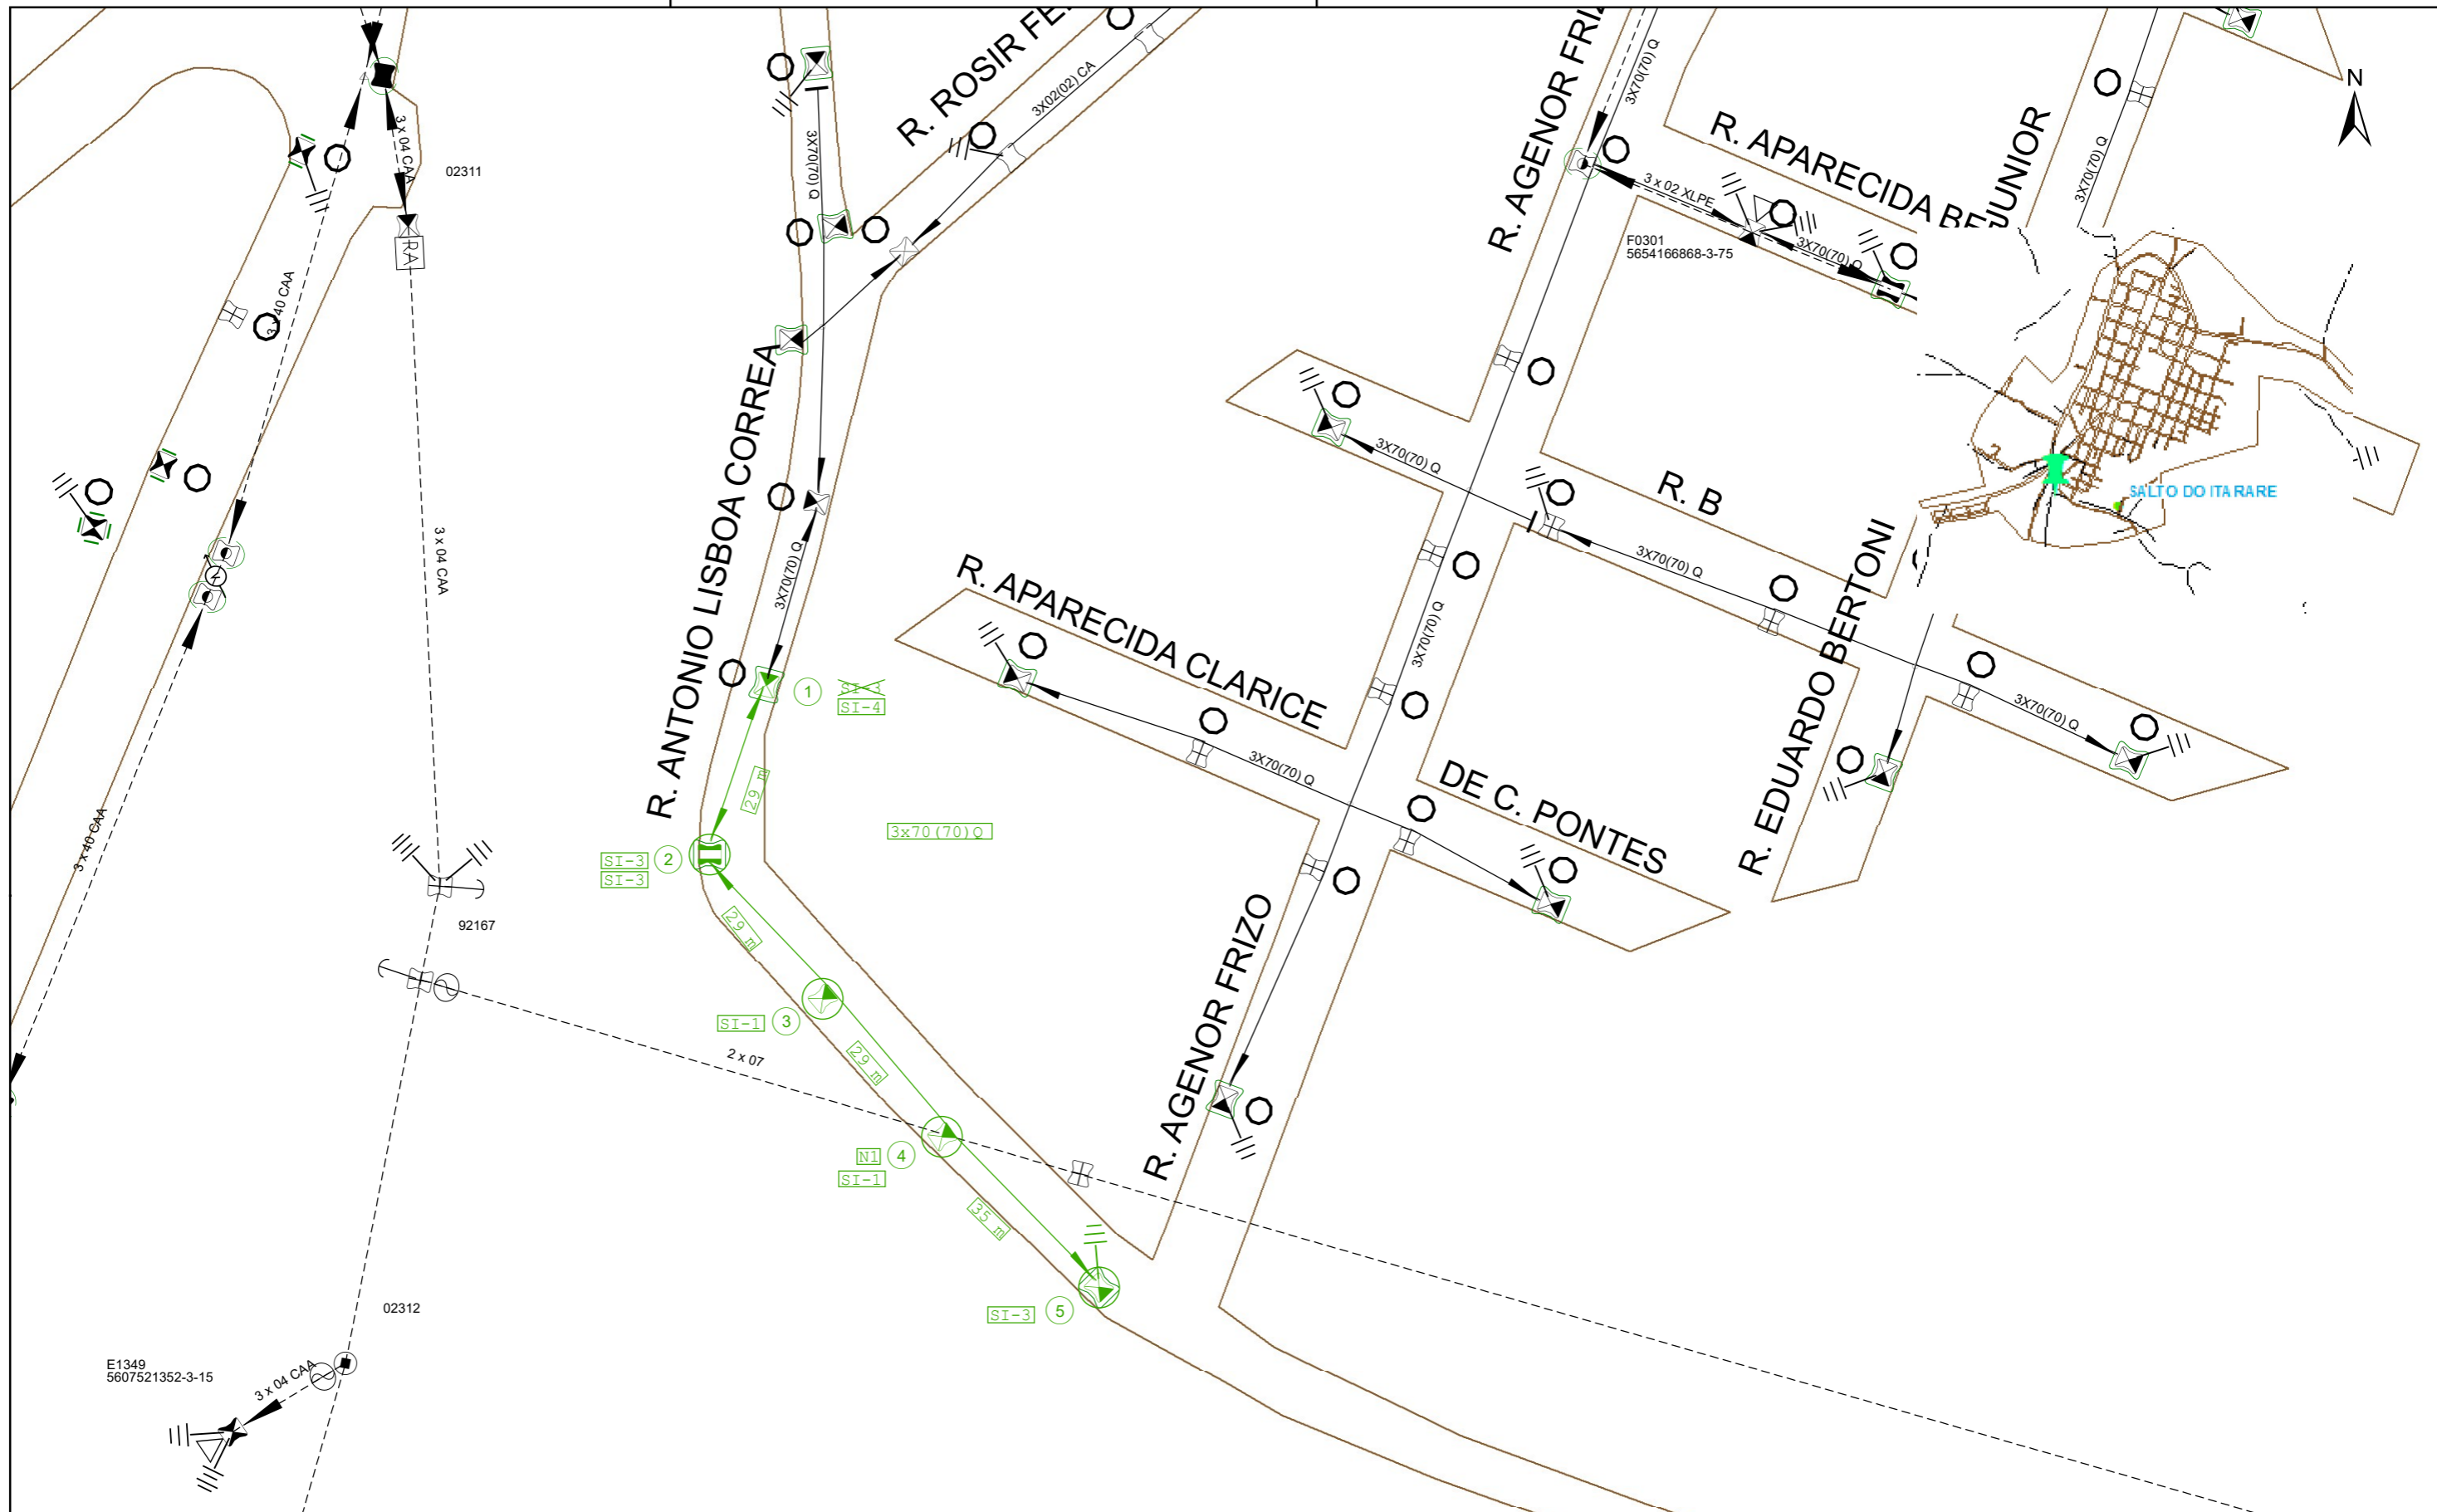 R. ROSIR FE
3X02(02) CA
3X70(70) Q
R. AGENOR FRIZ
3X70(70) Q
R. APARECIDA BE
JUNIOR
3X70(70) Q
N
3 x 04 CAA
02311
RA
3 x 40 CAA
3 x 02 XLPE
3X70(70) Q
F0301
5654166868-3-75
R. ANTONIO LISBOA CORREA
3X70(70) Q
R. B
3X70(70) Q
SALTO DO ITARARE
3 x 04 CAA
3X70(70) Q
R. APARECIDA CLARICE
3X70(70) Q
R. EDUARDO BERTONI
3X70(70) Q
1
SI-3
SI-4
29 m
3X70(70) Q
DE C. PONTES
3x70(70)Q
3 x 40 CAA
SI-3
2
SI-3
29 m
92167
R. AGENOR FRIZO
SI-1
3
29 m
2 x 07
N1
4
SI-1
35 m
SI-3
5
02312
E1349
5607521352-3-15
3 x 04 CAA